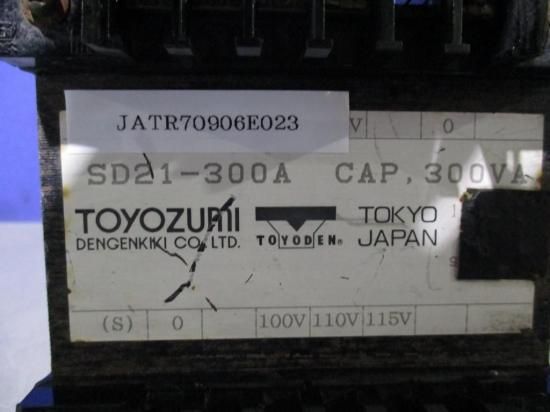 JATR70906E023 V 0
SD21-300A CAP, 300VA
TOYOZUMI TOKYO
DENGENKIKI CO., LTD. TOYODEN® JAPAN
(S) 0 100V 110V 115V